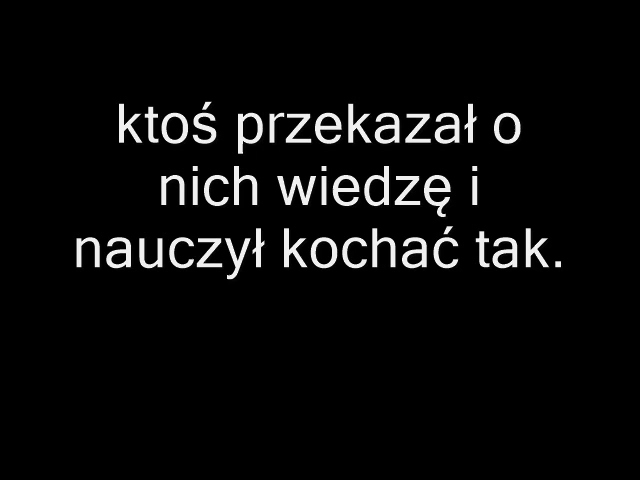 ktoś przekazał o
nich wiedzę i
nauczył kochać tak.